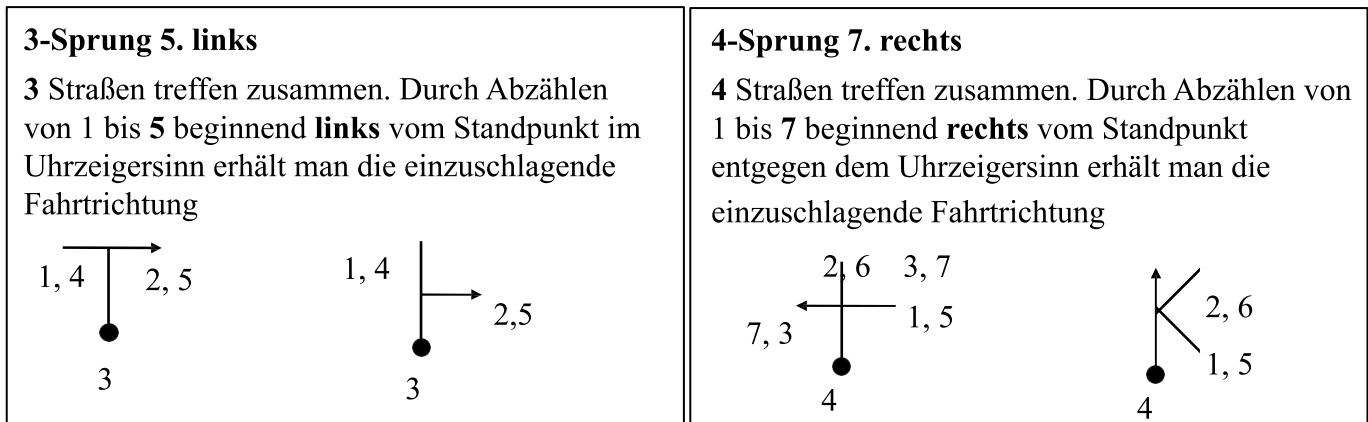 3-Sprung 5. links
3 Straßen treffen zusammen. Durch Abzählen
von 1 bis 5 beginnend links vom Standpunkt im
Uhrzeigersinn erhält man die einzuschlagende
Fahrtrichtung
1, 4
2, 5
3
1, 4
2,5
3
4-Sprung 7. rechts
4 Straßen treffen zusammen. Durch Abzählen von
1 bis 7 beginnend rechts vom Standpunkt
entgegen dem Uhrzeigersinn erhält man die
einzuschlagende Fahrtrichtung
2, 6
3, 7
7, 3
1, 5
4
2, 6
1, 5
4